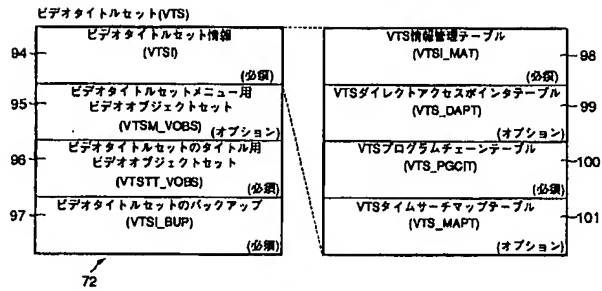 ビデオタイトルセット(VTS)
94
ビデオタイトルセット情報
(VTSI)
(必須)
95
ビデオタイトルセットメニュー用
ビデオオブジェクトセット
(VTSM_VOBS)
(オプション)
96
ビデオタイトルセットのタイトル用
ビデオオブジェクトセット
(VTSTT_VOBS)
(必須)
97
ビデオタイトルセットのバックアップ
(VTSI_BUP)
(必須)
72
VTS情報管理テーブル
(VTSI_MAT)
(必須)
98
VTSダイレクトアクセスポインタテーブル
(VTS_DAPT)
(オプション)
99
VTSプログラムチェーンテーブル
(VTS_PGCIT)
(必須)
100
VTSタイムサーチマップテーブル
(VTS_MAPT)
(オプション)
101